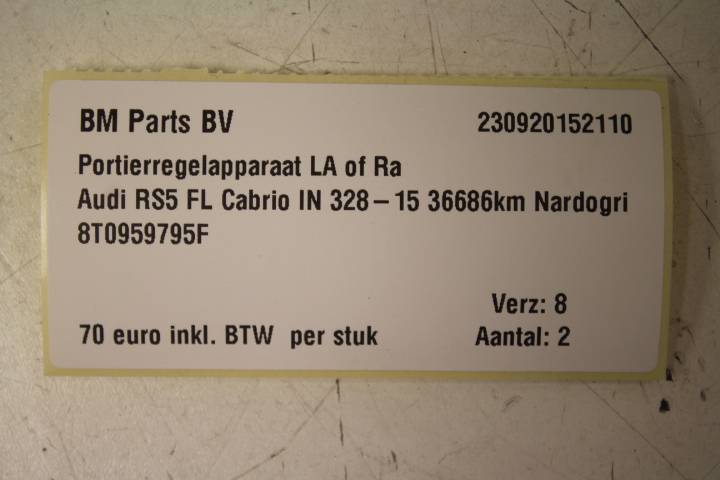 BM Parts BV 230920152110
Portierregelapparaat LA of Ra
Audi RS5 FL Cabrio IN 328-15 36686km Nardogri
8T0959795F
Verz: 8
70 euro inkl. BTW per stuk Aantal: 2